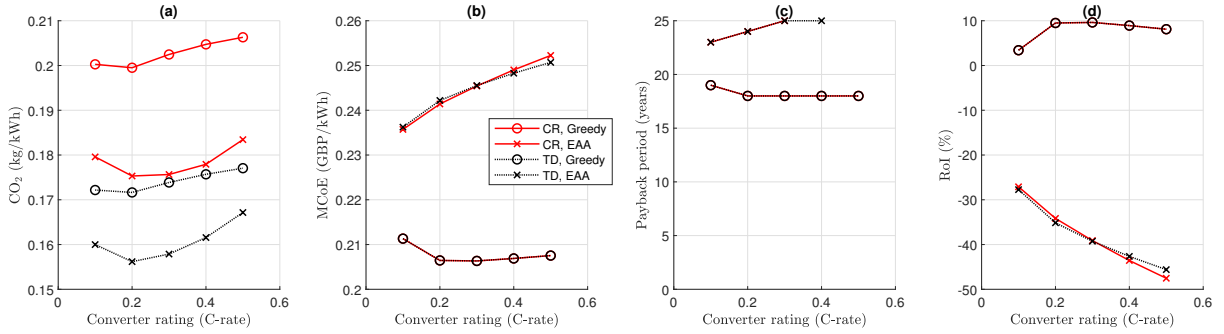 (a)
0.21
0.2
0.19
0.18
0.17
0.16
0.15
0
0.2
0.4
0.6
CO2 (kg/kWh)
Converter rating (C-rate)
(b)
0.26
0.25
0.24
0.23
0.22
0.21
0.2
0
0.2
0.4
0.6
MCoE (GBP/kWh)
Converter rating (C-rate)
CR, Greedy
CR, EAA
TD, Greedy
TD, EAA
(c)
25
20
15
10
5
0
0
0.2
0.4
0.6
Payback period (years)
Converter rating (C-rate)
(d)
10
0
-10
-20
-30
-40
-50
0
0.2
0.4
0.6
RoI (%)
Converter rating (C-rate)